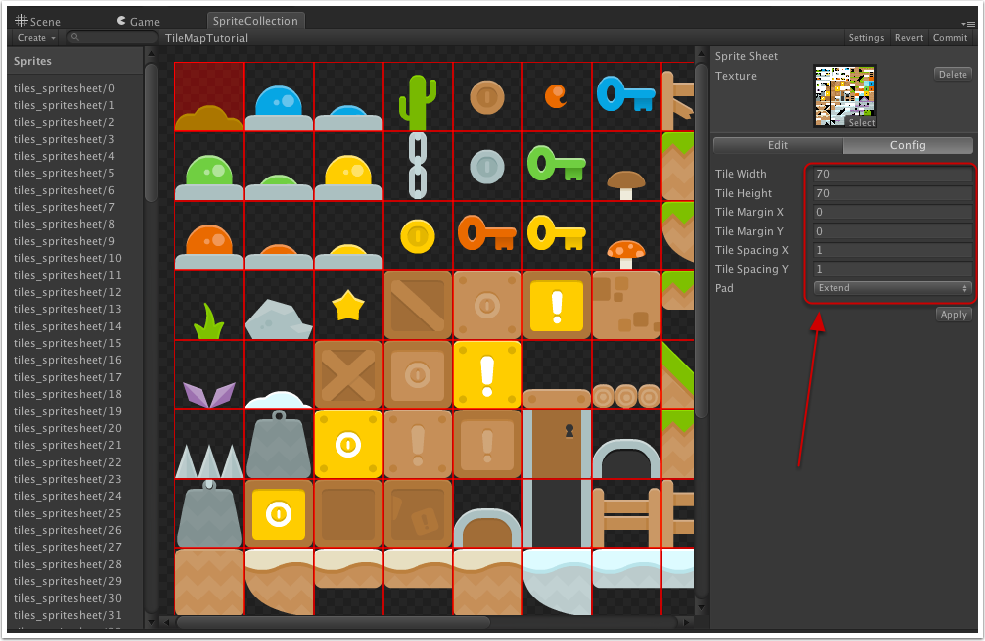 Scene
Game
SpriteCollection
Create
TileMapTutorial
Settings
Revert
Commit
Sprites
tiles_spritesheet/0
tiles_spritesheet/1
tiles_spritesheet/2
tiles_spritesheet/3
tiles_spritesheet/4
tiles_spritesheet/5
tiles_spritesheet/6
tiles_spritesheet/7
tiles_spritesheet/8
tiles_spritesheet/9
tiles_spritesheet/10
tiles_spritesheet/11
tiles_spritesheet/12
tiles_spritesheet/13
tiles_spritesheet/14
tiles_spritesheet/15
tiles_spritesheet/16
tiles_spritesheet/17
tiles_spritesheet/18
tiles_spritesheet/19
tiles_spritesheet/20
tiles_spritesheet/21
tiles_spritesheet/22
tiles_spritesheet/23
tiles_spritesheet/24
tiles_spritesheet/25
tiles_spritesheet/26
tiles_spritesheet/27
tiles_spritesheet/28
tiles_spritesheet/29
tiles_spritesheet/30
tiles_spritesheet/31
Sprite Sheet
Texture
Select
Delete
Edit
Config
Tile Width 70
Tile Height 70
Tile Margin X 0
Tile Margin Y 0
Tile Spacing X 1
Tile Spacing Y 1
Pad Extend
Apply